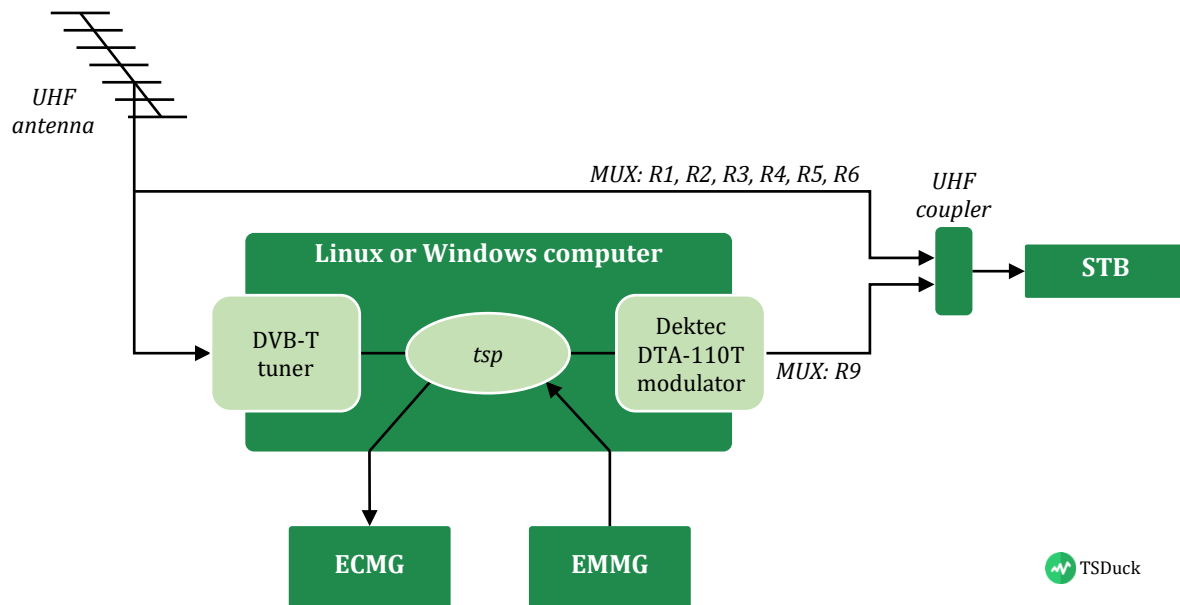 UHF
antenna
MUX: R1, R2, R3, R4, R5, R6
UHF
coupler
Linux or Windows computer
STB
DVB-T
tuner
tsp
Dektec
DTA-110T
modulator
MUX: R9
ECMG
EMMG
TSDuck